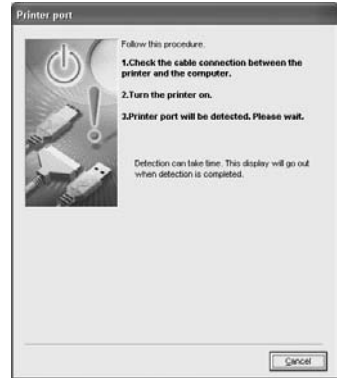 Printer port
Follow this procedure.
1.Check the cable connection between the
printer and the computer.
2.Turn the printer on.
3.Printer port will be detected. Please wait.
Detection can take time. This display will go out
when detection is completed.
Cancel